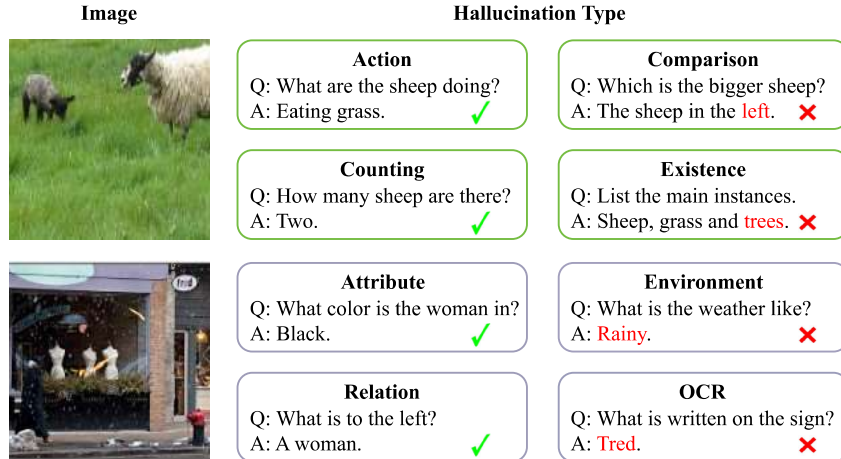 Image
Hallucination Type
Action
Q: What are the sheep doing?
A: Eating grass.
Comparison
Q: Which is the bigger sheep?
A: The sheep in the left.
Counting
Q: How many sheep are there?
A: Two.
Existence
Q: List the main instances.
A: Sheep, grass and trees.
fred
Attribute
Q: What color is the woman in?
A: Black.
Environment
Q: What is the weather like?
A: Rainy.
Relation
Q: What is to the left?
A: A woman.
OCR
Q: What is written on the sign?
A: Tred.